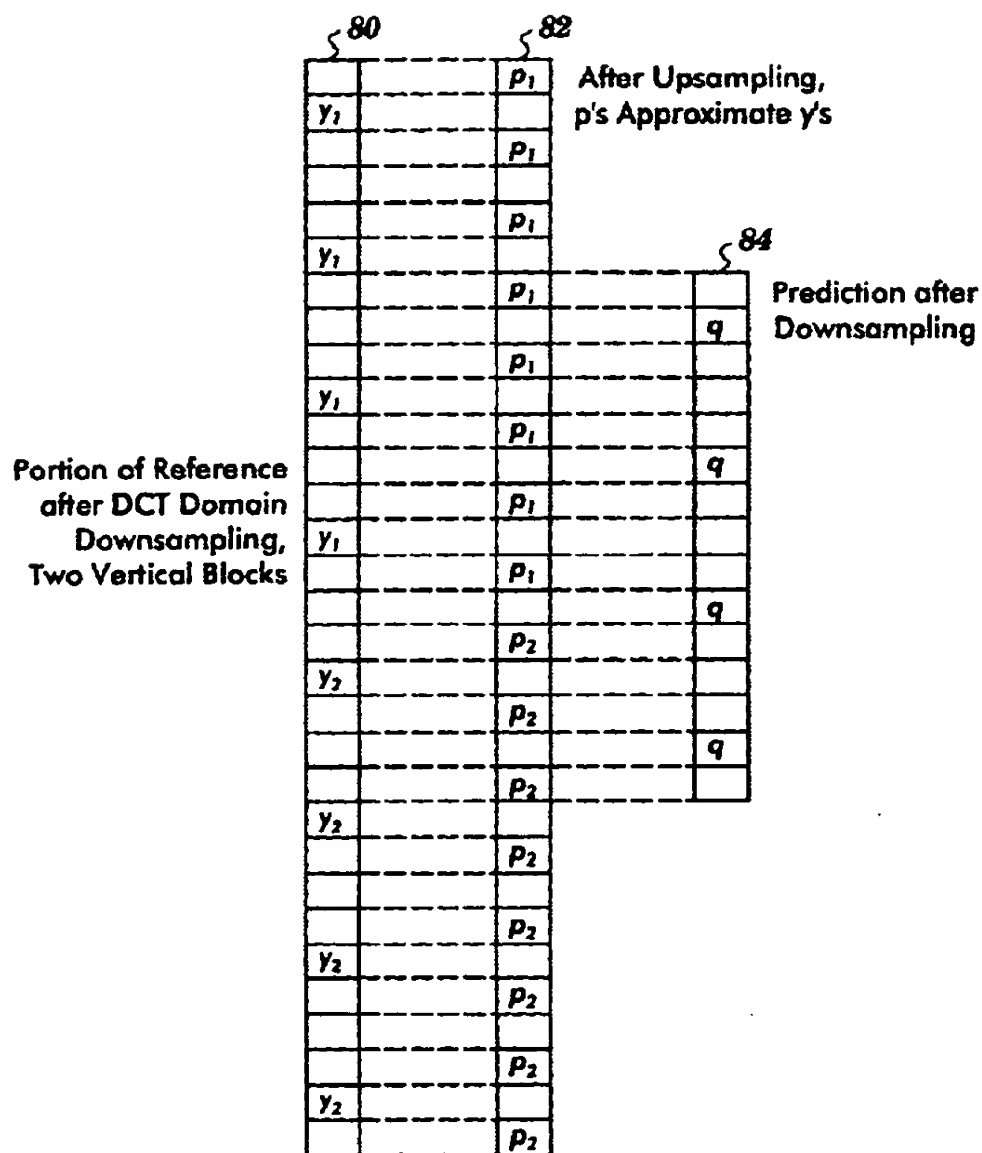 80
82
p1
After Upsampling,
y1
p's Approximate y's
p1
p1
y1
84
p1
Prediction after
q
Downsampling
p1
y1
p1
Portion of Reference
q
after DCT Domain
p1
Downsampling,
y1
Two Vertical Blocks
p1
q
p2
y2
p2
q
p2
y2
p2
p2
y2
p2
p2
y2
p2